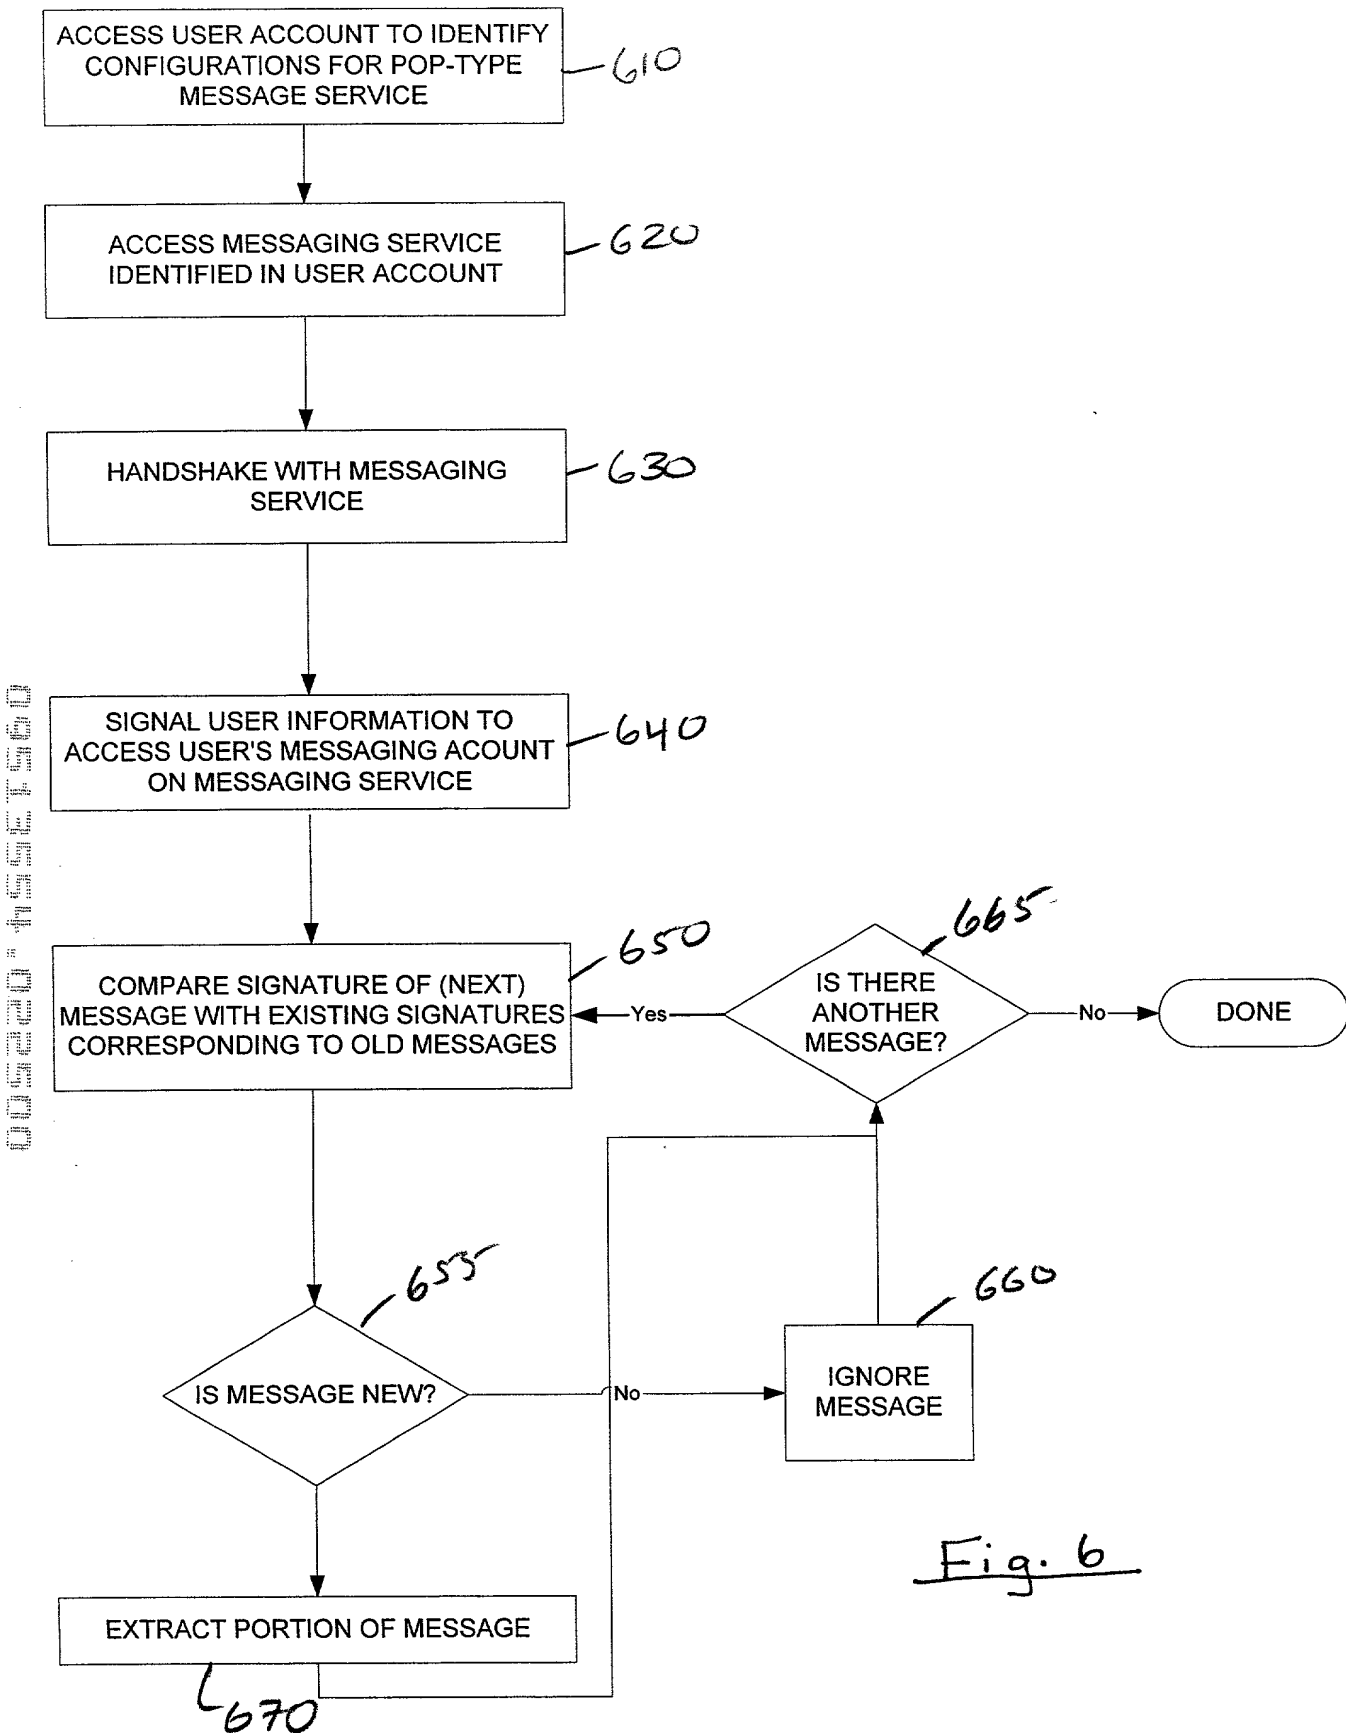 ACCESS USER ACCOUNT TO IDENTIFY
CONFIGURATIONS FOR POP-TYPE
MESSAGE SERVICE
610
ACCESS MESSAGING SERVICE
IDENTIFIED IN USER ACCOUNT
620
HANDSHAKE WITH MESSAGING
SERVICE
630
SIGNAL USER INFORMATION TO
ACCESS USER'S MESSAGING ACOUNT
ON MESSAGING SERVICE
640
COMPARE SIGNATURE OF (NEXT)
MESSAGE WITH EXISTING SIGNATURES
CORRESPONDING TO OLD MESSAGES
650
Yes
IS THERE
ANOTHER
MESSAGE?
665
No
DONE
IS MESSAGE NEW?
655
No
IGNORE
MESSAGE
660
EXTRACT PORTION OF MESSAGE
670
Fig. 6
09513554.022500